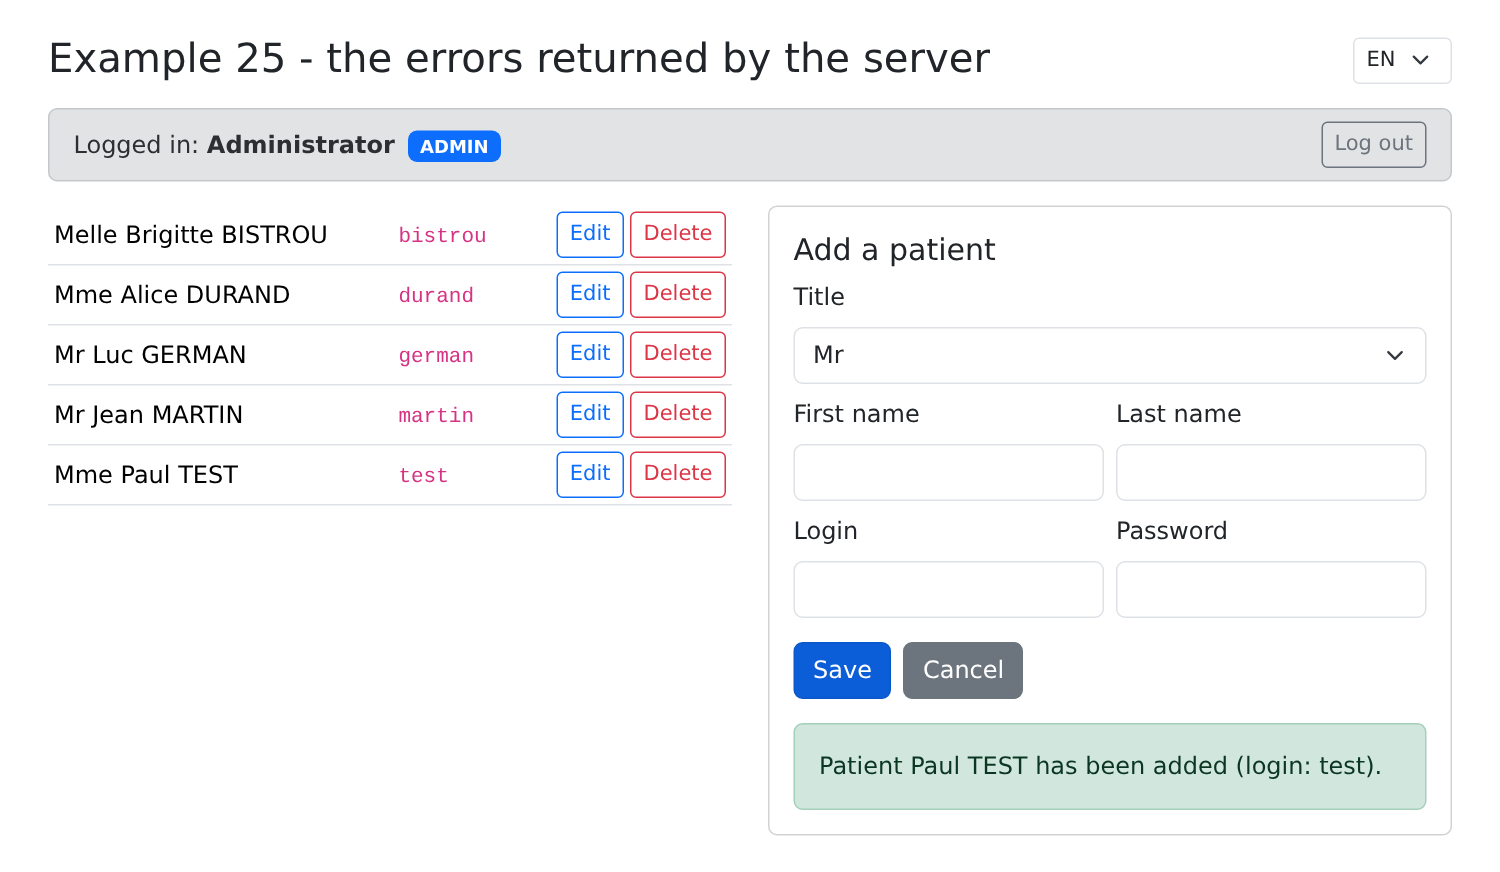 Example 25 - the errors returned by the server
EN
Logged in: Administrator ADMIN
Log out
Melle Brigitte BISTROU bistrou Edit Delete
Mme Alice DURAND durand Edit Delete
Mr Luc GERMAN german Edit Delete
Mr Jean MARTIN martin Edit Delete
Mme Paul TEST test Edit Delete
Add a patient
Title
Mr
First name Last name
Login Password
Save Cancel
Patient Paul TEST has been added (login: test).